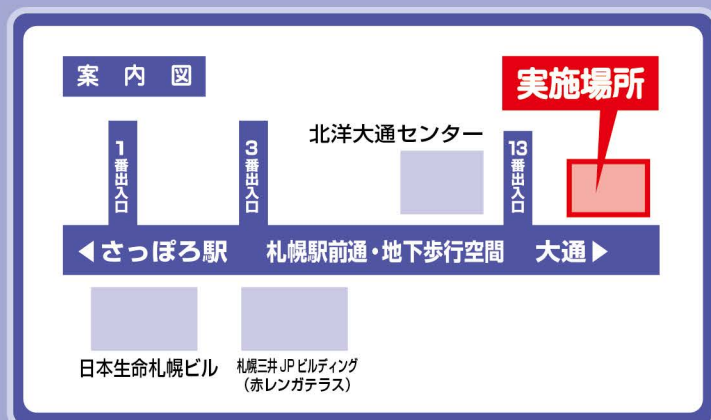 案内図
実施場所
北洋大通センター
1番出入口
3番出入口
13番出入口
◀さっぽろ駅 札幌駅前通・地下歩行空間 大通▶
日本生命札幌ビル
札幌三井JPビルディング
（赤レンガテラス）